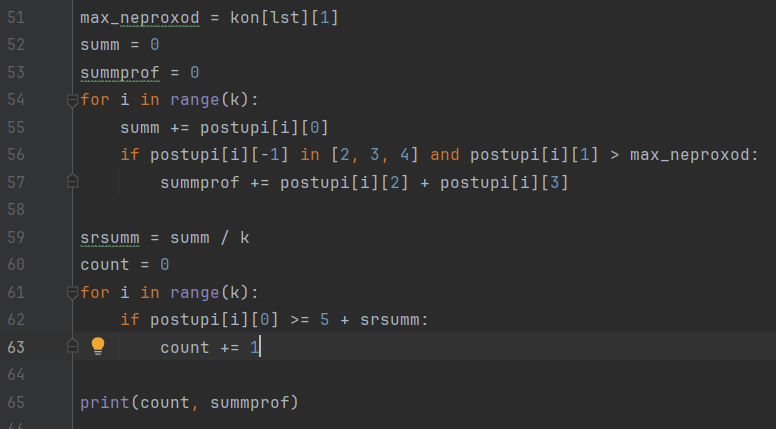 51 max_neproxod = kon[lst][1]
52 summ = 0
53 summprof = 0
54 for i in range(k):
55     summ += postupi[i][0]
56     if postupi[i][-1] in [2, 3, 4] and postupi[i][1] > max_neproxod:
57         summprof += postupi[i][2] + postupi[i][3]
58
59 srsumm = summ / k
60 count = 0
61 for i in range(k):
62     if postupi[i][0] >= 5 + srsumm:
63         count += 1
64
65 print(count, summprof)